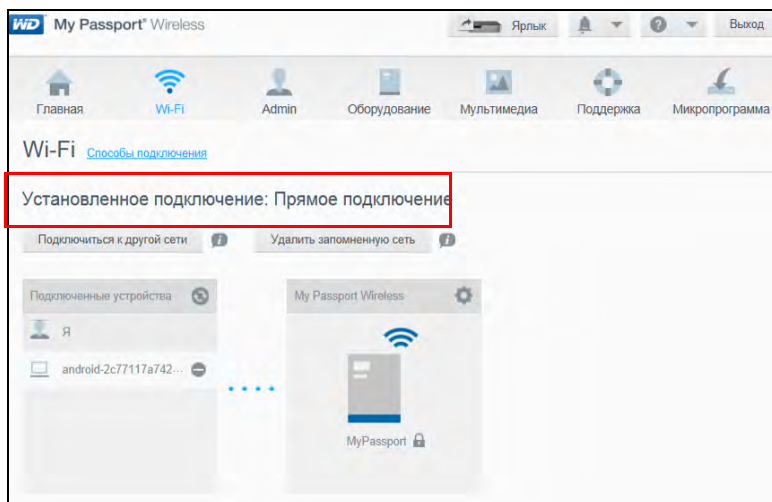 WD My Passport® Wireless
Ярлык
Выход
Главная
Wi-Fi
Admin
Оборудование
Мультимедиа
Поддержка
Микропрограмма
Wi-Fi Способы подключения
Установленное подключение: Прямое подключение
Подключиться к другой сети
Удалить запомненную сеть
Подключенные устройства
Я
android-2c77117a742...
My Passport Wireless
MyPassport